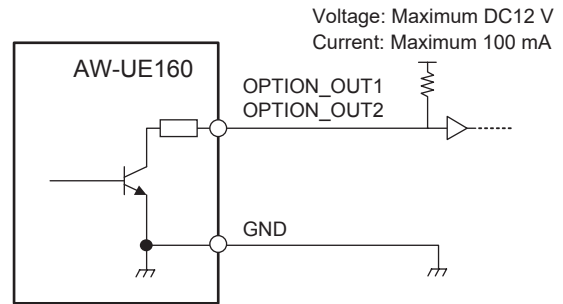 Voltage: Maximum DC12 V
Current: Maximum 100 mA
AW-UE160
OPTION_OUT1
OPTION_OUT2
GND